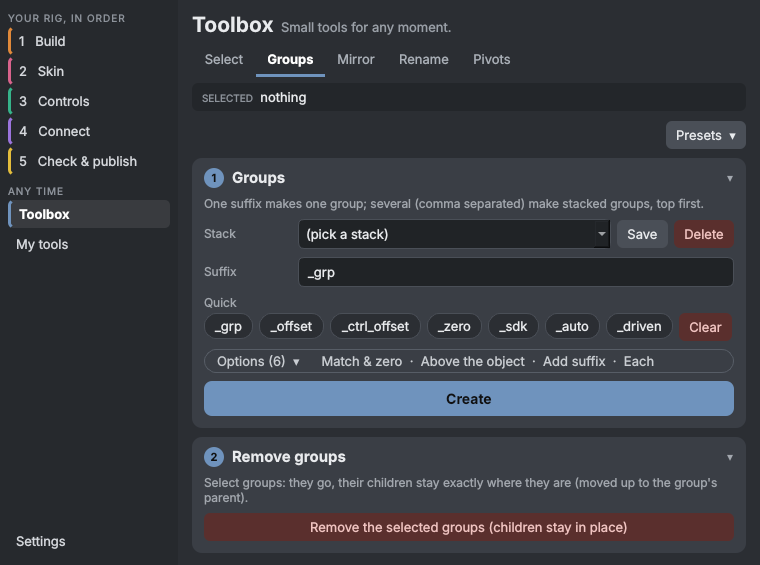 YOUR RIG, IN ORDER
1 Build
2 Skin
3 Controls
4 Connect
5 Check & publish
ANY TIME
Toolbox
My tools
Settings
Toolbox Small tools for any moment.
Select Groups Mirror Rename Pivots
SELECTED nothing
Presets
1 Groups
One suffix makes one group; several (comma separated) make stacked groups, top first.
Stack (pick a stack) Save Delete
Suffix _grp
Quick
_grp _offset _ctrl_offset _zero _sdk _auto _driven Clear
Options (6) ▾ Match & zero · Above the object · Add suffix · Each
Create
2 Remove groups
Select groups: they go, their children stay exactly where they are (moved up to the group's
parent).
Remove the selected groups (children stay in place)